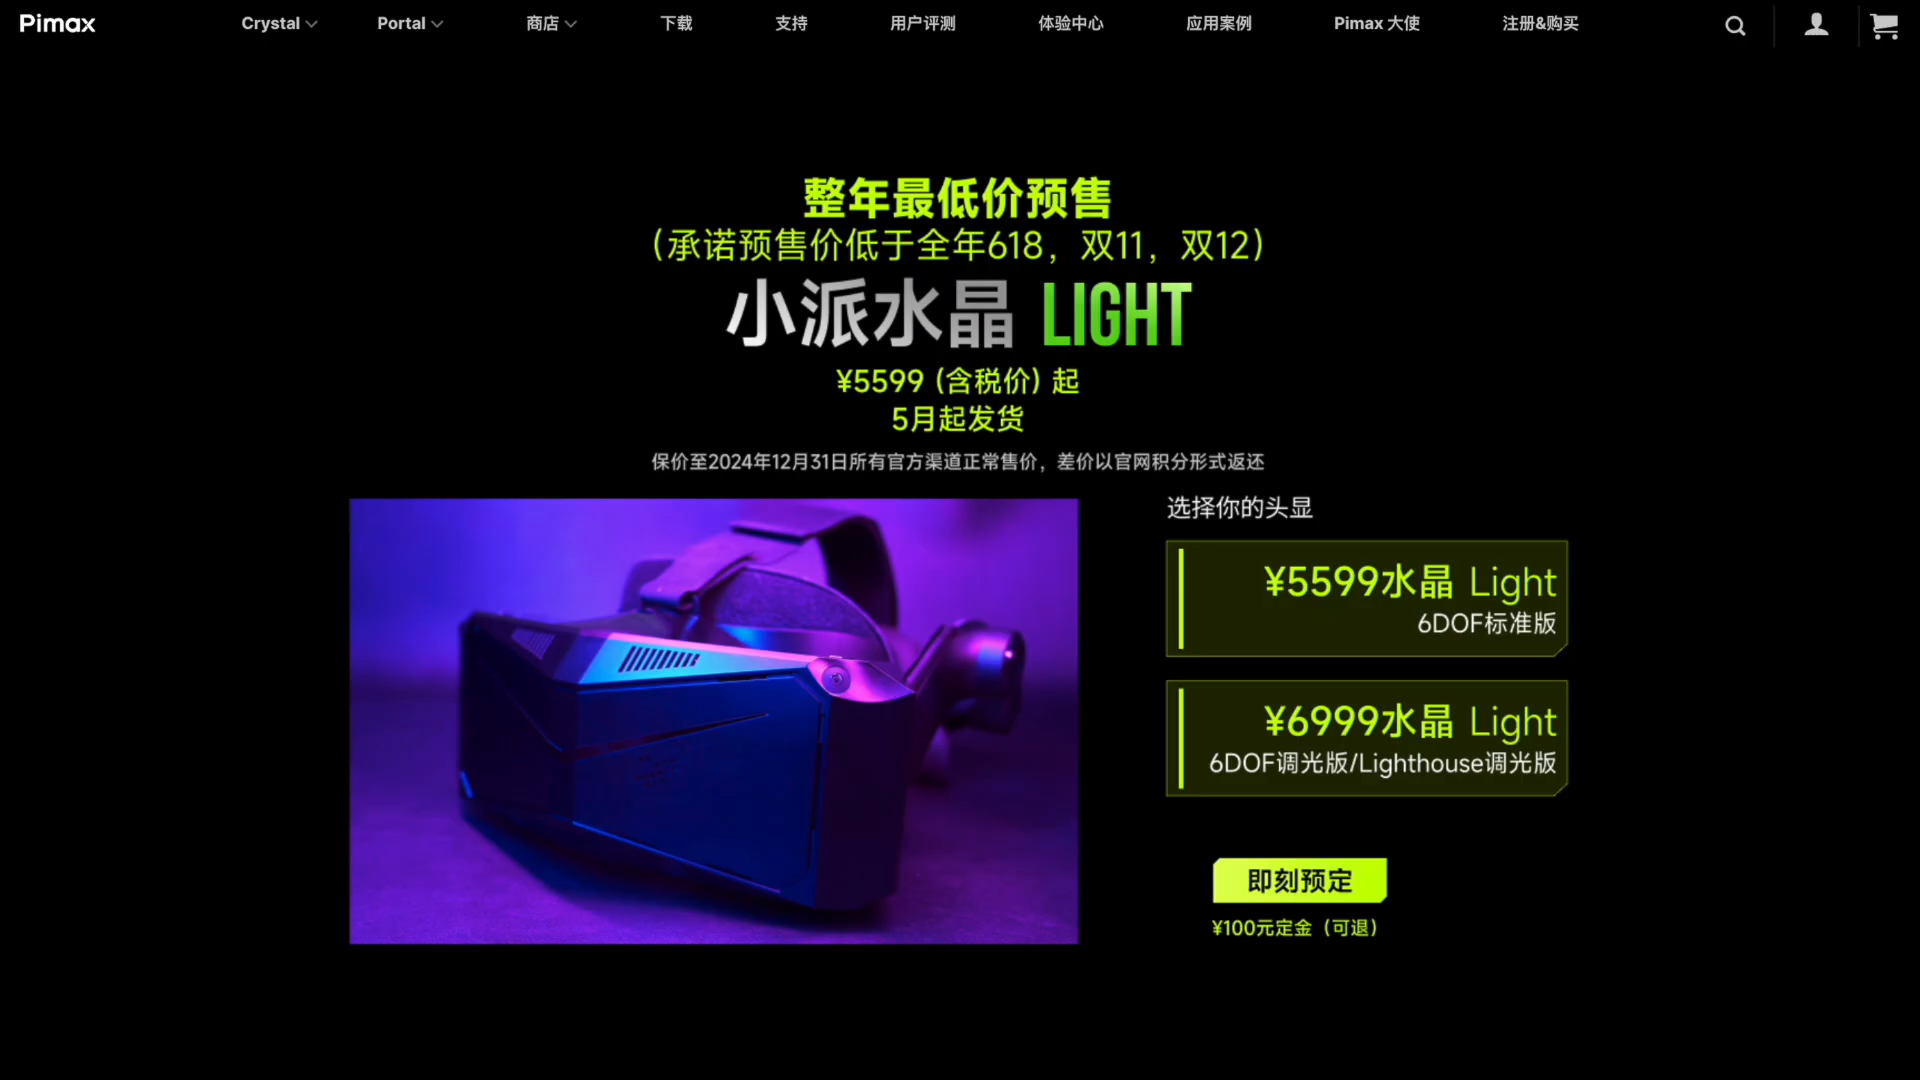 Pimax
Crystal
Portal
商店
下载
支持
用户评测
体验中心
应用案例
Pimax 大使
注册&购买
整年最低价预售
（承诺预售价低于全年618，双11，双12）
小派水晶 LIGHT
¥5599 (含税价) 起
5月起发货
保价至2024年12月31日所有官方渠道正常售价，差价以官网积分形式返还
选择你的头显
¥5599水晶 Light
6DOF标准版
¥6999水晶 Light
6DOF调光版/Lighthouse调光版
即刻预定
¥100元定金（可退）